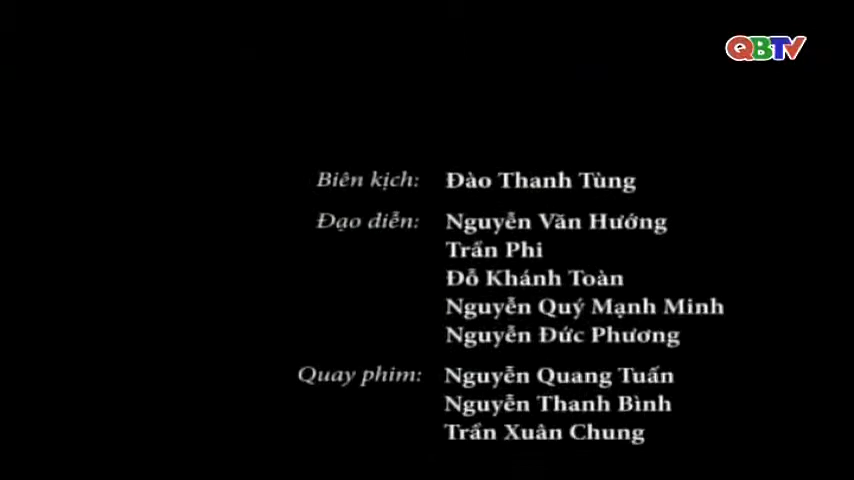 QBTV
Biên kịch: Đào Thanh Tùng
Đạo diễn: Nguyễn Văn Hướng
Trần Phi
Đỗ Khánh Toàn
Nguyễn Quý Mạnh Minh
Nguyễn Đức Phương
Quay phim: Nguyễn Quang Tuấn
Nguyễn Thanh Bình
Trần Xuân Chung